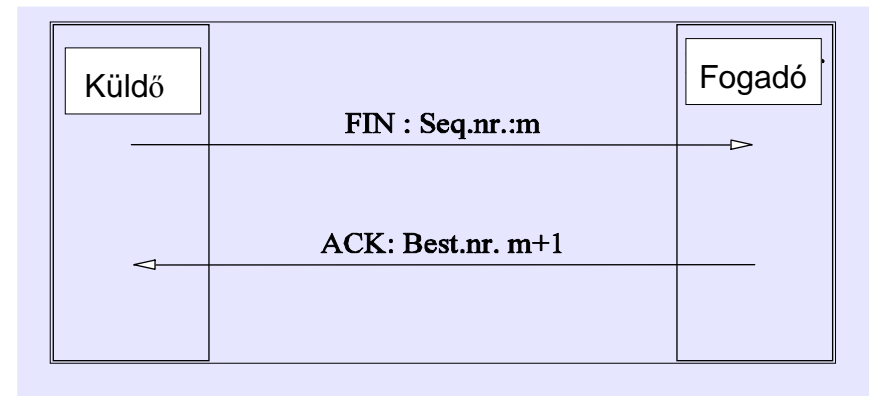 Küldő
Fogadó
FIN : Seq.nr.:m
ACK: Best.nr. m+1